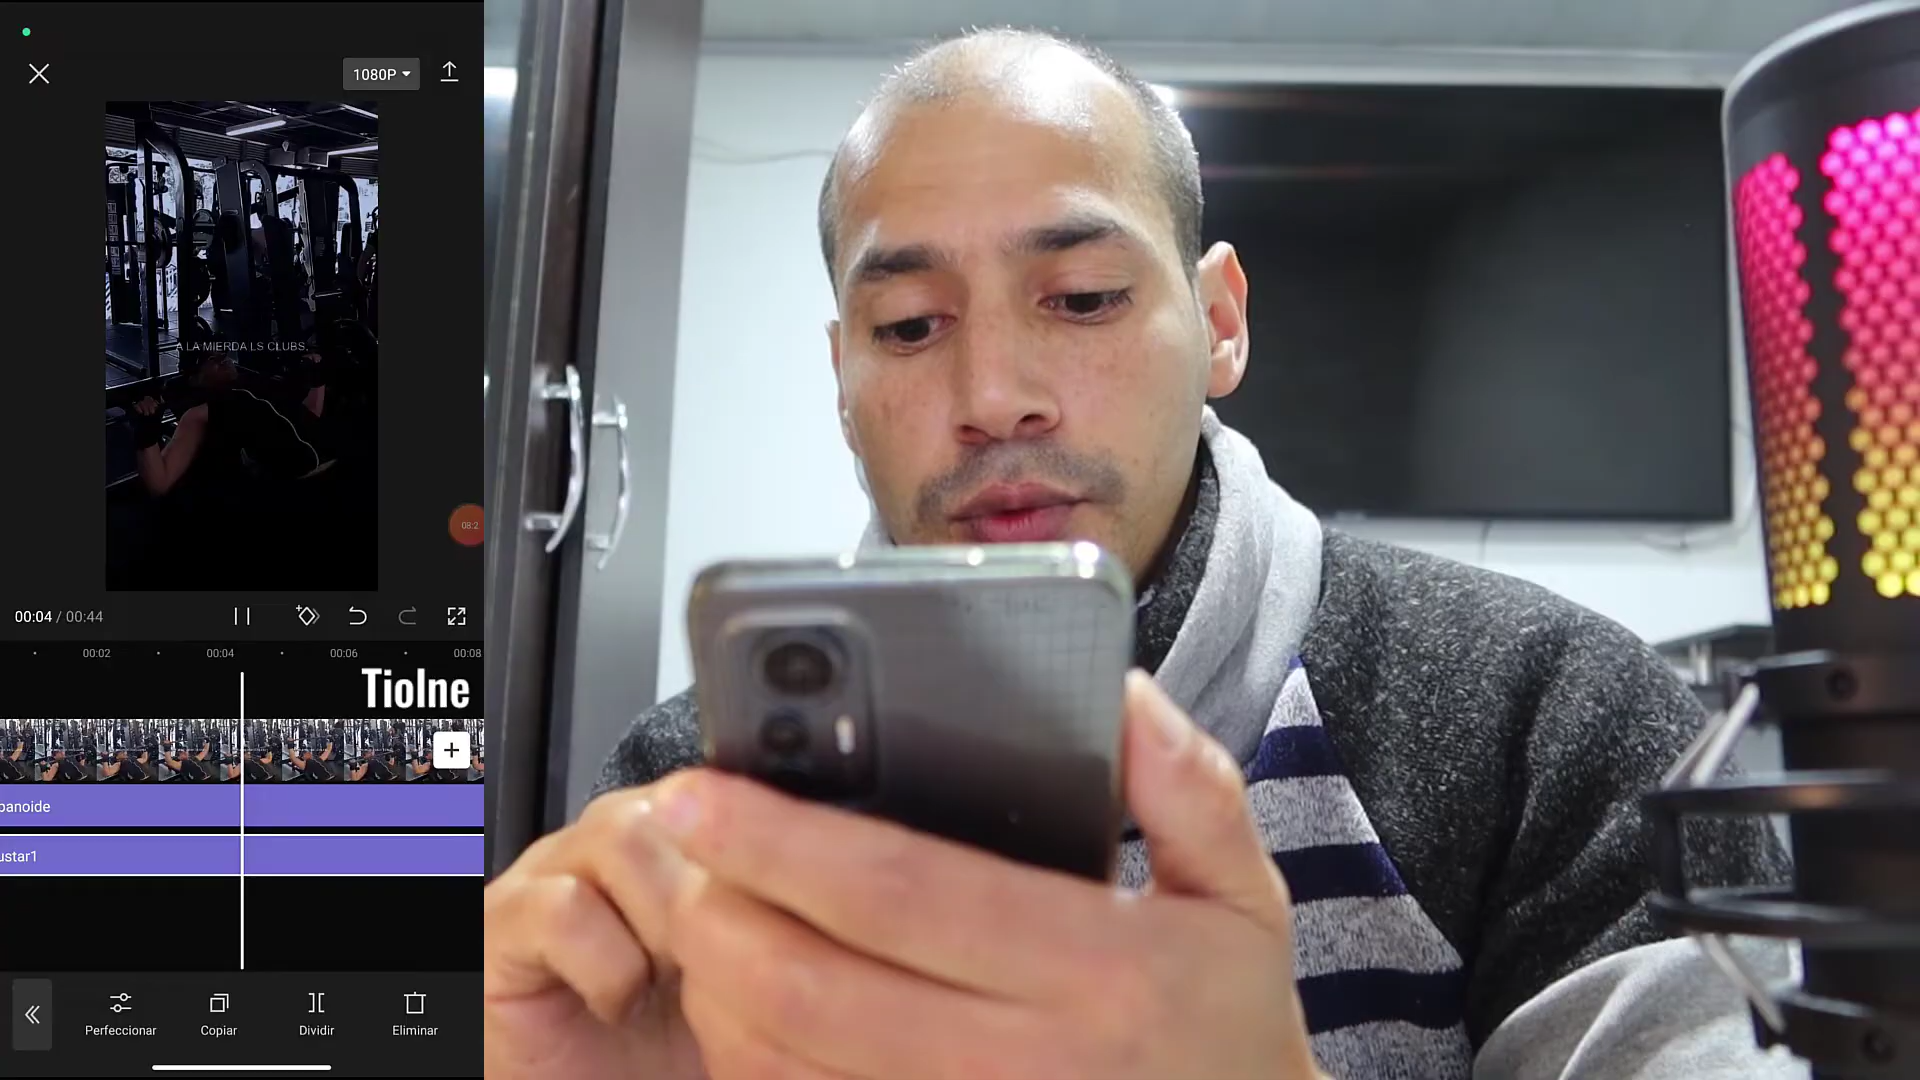 1080P
A LA MIERDA LS CLUBS,
08:2
00:04 / 00:44
00:02
00:04
00:06
00:08
Tiolne
panoide
ustar1
Perfeccionar
Copiar
Dividir
Eliminar